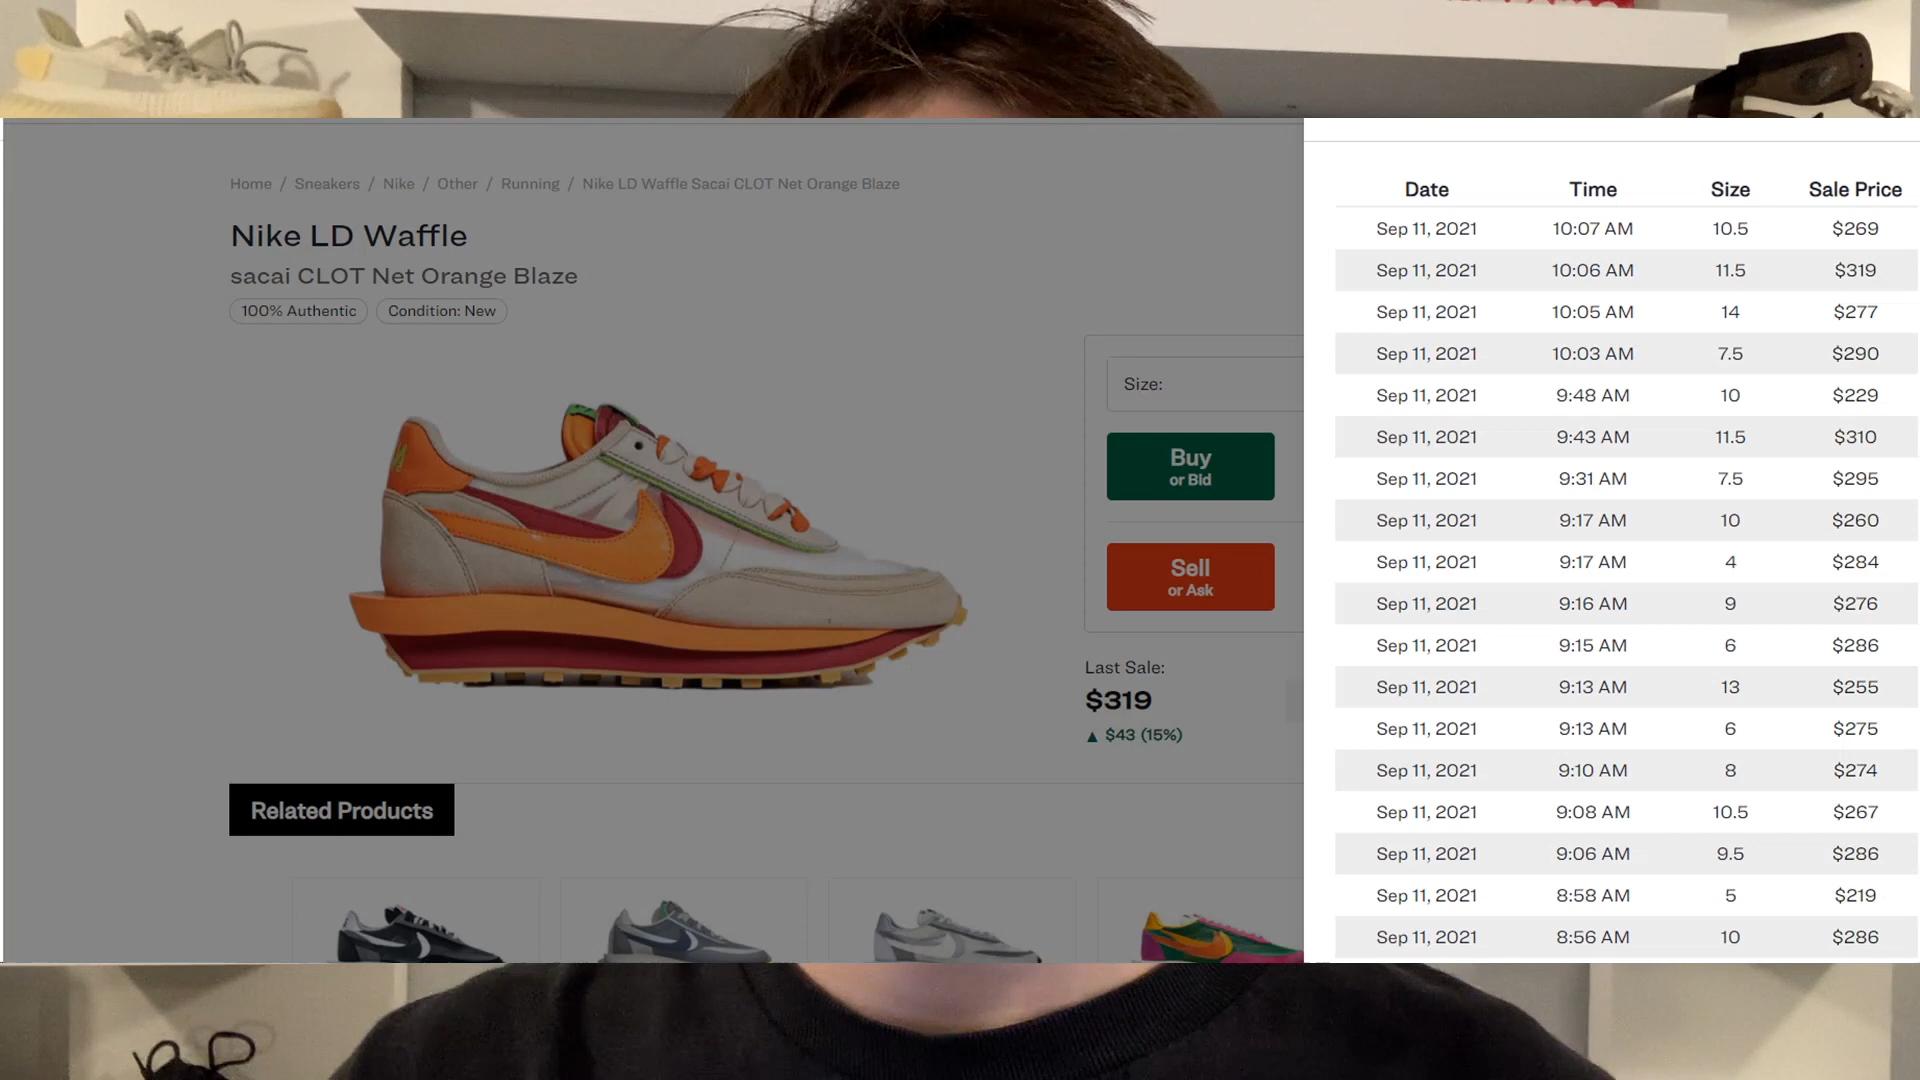 Home / Sneakers / Nike / Other / Running / Nike LD Waffle Sacai CLOT Net Orange Blaze
Nike LD Waffle
sacai CLOT Net Orange Blaze
100% Authentic Condition: New
Size:
Buy
or Bid
Sell
or Ask
Last Sale:
$319
▲ $43 (15%)
Related Products
Date Time Size Sale Price
Sep 11, 2021 10:07 AM 10.5 $269
Sep 11, 2021 10:06 AM 11.5 $319
Sep 11, 2021 10:05 AM 14 $277
Sep 11, 2021 10:03 AM 7.5 $290
Sep 11, 2021 9:48 AM 10 $229
Sep 11, 2021 9:43 AM 11.5 $310
Sep 11, 2021 9:31 AM 7.5 $295
Sep 11, 2021 9:17 AM 10 $260
Sep 11, 2021 9:17 AM 4 $284
Sep 11, 2021 9:16 AM 9 $276
Sep 11, 2021 9:15 AM 6 $286
Sep 11, 2021 9:13 AM 13 $255
Sep 11, 2021 9:13 AM 6 $275
Sep 11, 2021 9:10 AM 8 $274
Sep 11, 2021 9:08 AM 10.5 $267
Sep 11, 2021 9:06 AM 9.5 $286
Sep 11, 2021 8:58 AM 5 $219
Sep 11, 2021 8:56 AM 10 $286